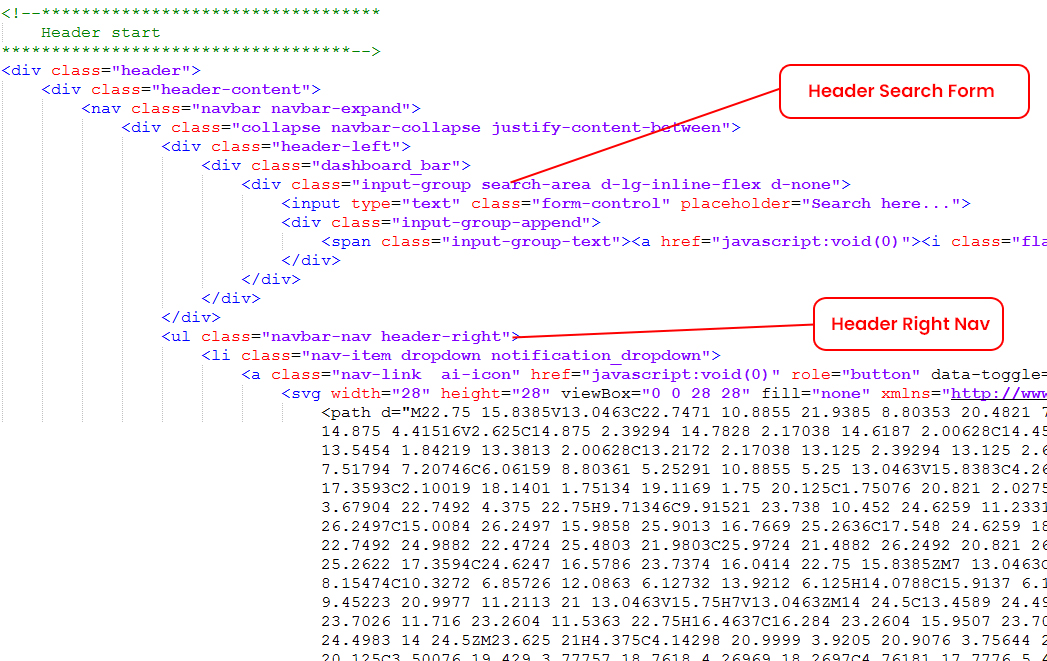 <!--**********************************
    Header start
***********************************-->
<div class="header">
    <div class="header-content">
        <nav class="navbar navbar-expand">
            <div class="collapse navbar-collapse justify-content-between">
                <div class="header-left">
                    <div class="dashboard_bar">
                        <div class="input-group search-area d-lg-inline-flex d-none">
                            <input type="text" class="form-control" placeholder="Search here...">
                            <div class="input-group-append">
                                <span class="input-group-text"><a href="javascript:void(0)"><i class="fla
                            </div>
                        </div>
                    </div>
                </div>
                <ul class="navbar-nav header-right">
                    <li class="nav-item dropdown notification_dropdown">
                        <a class="nav-link  ai-icon" href="javascript:void(0)" role="button" data-toggle=
                            <svg width="28" height="28" viewBox="0 0 28 28" fill="none" xmlns="http://www
                                <path d="M22.75 15.8385V13.0463C22.7471 10.8855 21.9385 8.80353 20.4821 7
                                14.875 4.41516V2.625C14.875 2.39294 14.7828 2.17038 14.6187 2.00628C14.45
                                13.5454 1.84219 13.3813 2.00628C13.2172 2.17038 13.125 2.39294 13.125 2.6
                                7.51794 7.20746C6.06159 8.80361 5.25291 10.8855 5.25 13.0463V15.8383C4.26
                                17.3593C2.10019 18.1401 1.75134 19.1169 1.75 20.125C1.75076 20.821 2.0275
                                3.67904 22.7492 4.375 22.75H9.71346C9.91521 23.738 10.452 24.6259 11.2331
                                26.2497C15.0084 26.2497 15.9858 25.9013 16.7669 25.2636C17.548 24.6259 18
                                22.7492 24.9882 22.4724 25.4803 21.9803C25.9724 21.4882 26.2492 20.821 26
                                25.2622 17.3594C24.6247 16.5786 23.7374 16.0414 22.75 15.8385ZM7 13.0463C
                                8.15474C10.3272 6.85726 12.0863 6.12732 13.9212 6.125H14.0788C15.9137 6.1
                                9.45223 20.9977 11.2113 21 13.0463V15.75H7V13.0463ZM14 24.5C13.4589 24.49
                                23.7026 11.716 23.2604 11.5363 22.75H16.4637C16.284 23.2604 15.9507 23.70
                                24.4983 14 24.5ZM23.625 21H4.375C4.14298 20.9999 3.9205 20.9076 3.75644 2
                                20.125C3.50076 19.429 3.77757 18.7618 4.26969 18.2697C4.76181 17.7776 5.4
Header Search Form
Header Right Nav